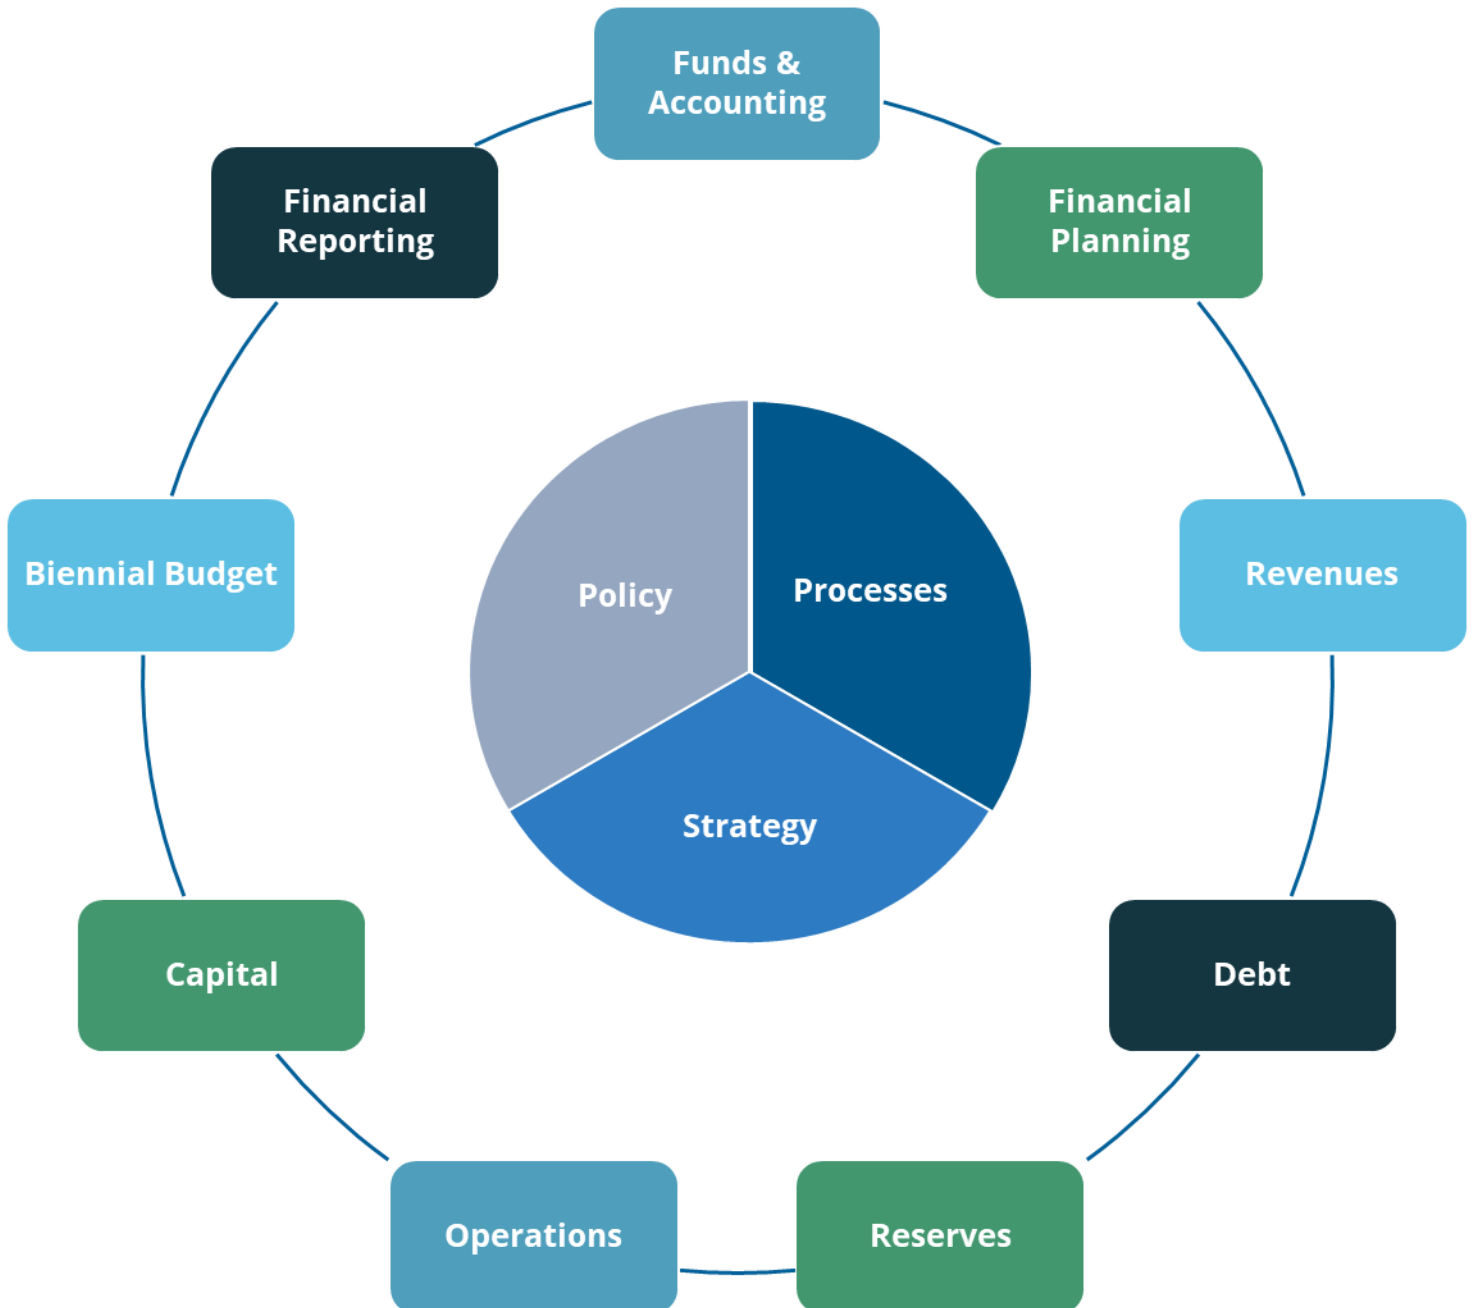 Funds &
Accounting
Financial
Planning
Revenues
Debt
Reserves
Operations
Capital
Biennial Budget
Financial
Reporting
Policy
Processes
Strategy